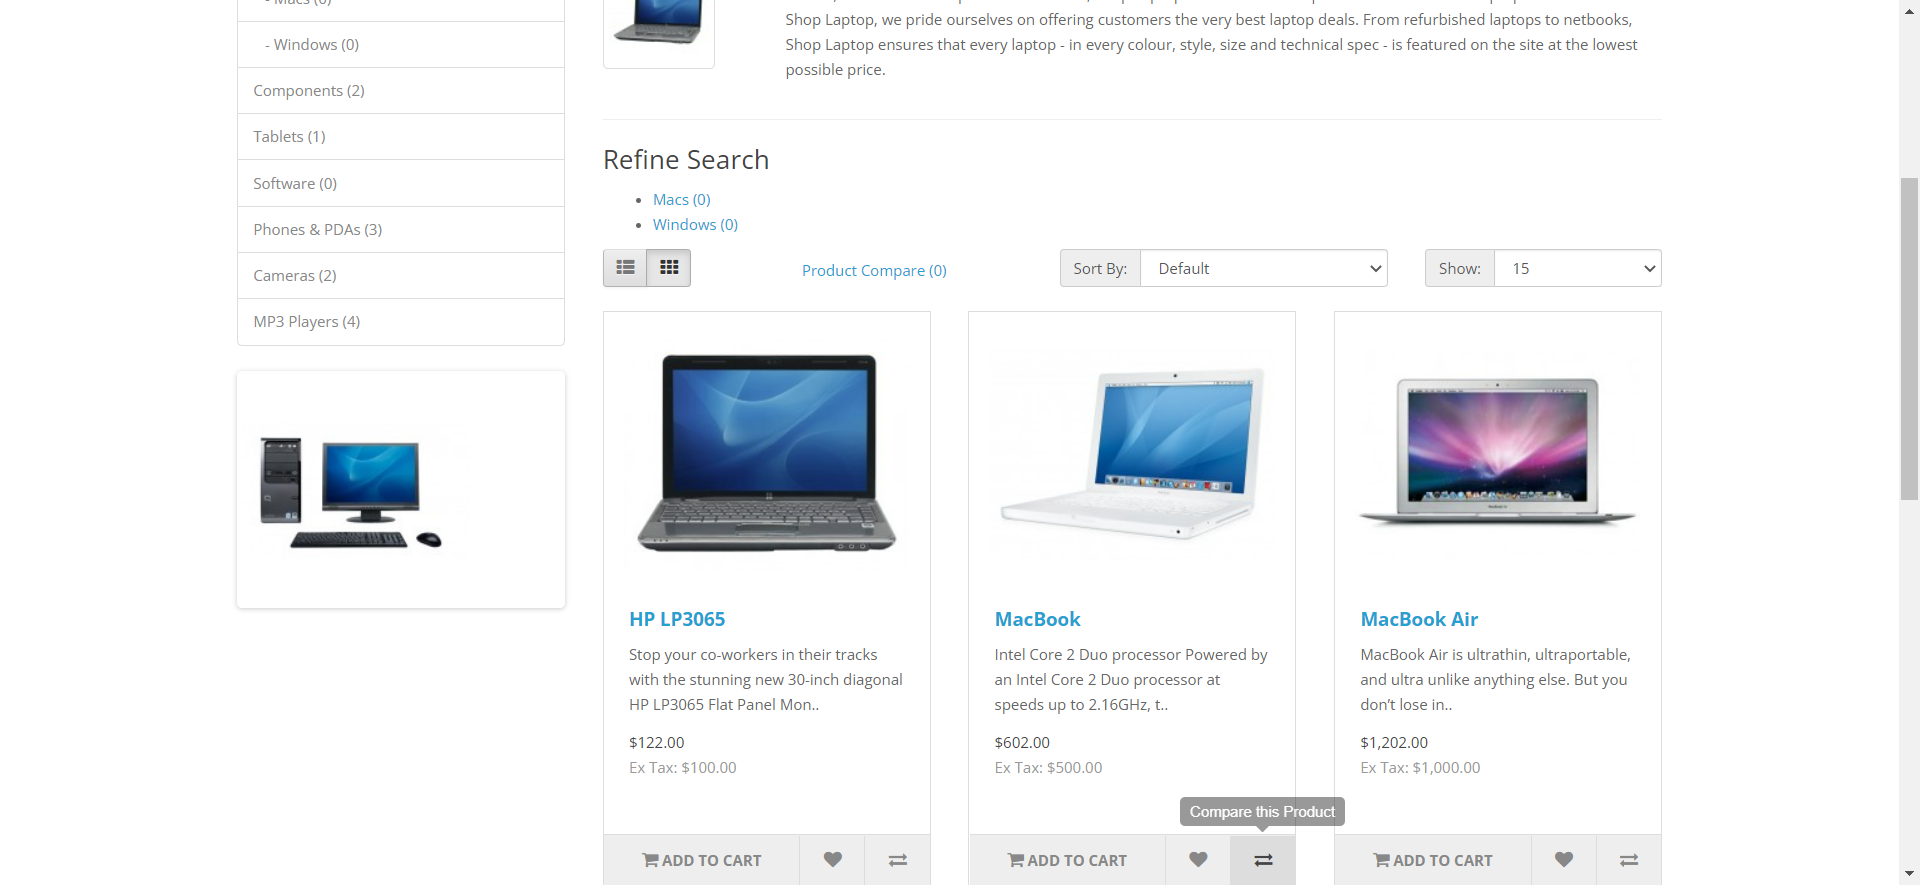 - Macs (0)
- Windows (0)
Components (2)
Tablets (1)
Software (0)
Phones & PDAs (3)
Cameras (2)
MP3 Players (4)
Shop Laptop, we pride ourselves on offering customers the very best laptop deals. From refurbished laptops to netbooks,
Shop Laptop ensures that every laptop - in every colour, style, size and technical spec - is featured on the site at the lowest
possible price.
Refine Search
Macs (0)
Windows (0)
Product Compare (0)
Sort By:
Default
Show:
15
HP LP3065
Stop your co-workers in their tracks
with the stunning new 30-inch diagonal
HP LP3065 Flat Panel Mon..
$122.00
Ex Tax: $100.00
ADD TO CART
MacBook
Intel Core 2 Duo processor Powered by
an Intel Core 2 Duo processor at
speeds up to 2.16GHz, t..
$602.00
Ex Tax: $500.00
Compare this Product
ADD TO CART
MacBook Air
MacBook Air is ultrathin, ultraportable,
and ultra unlike anything else. But you
don’t lose in..
$1,202.00
Ex Tax: $1,000.00
ADD TO CART